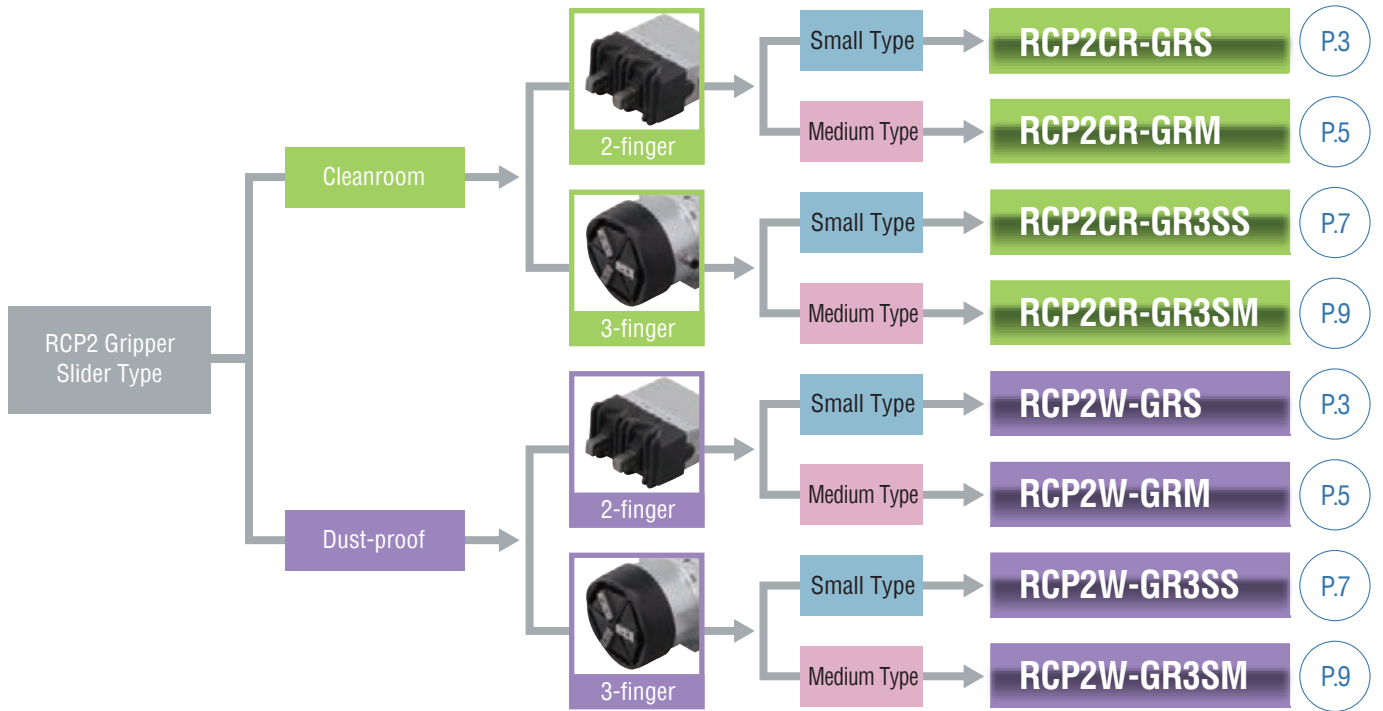 RCP2 Gripper
Slider Type
Cleanroom
2-finger
Small Type
RCP2CR-GRS
P.3
Medium Type
RCP2CR-GRM
P.5
3-finger
Small Type
RCP2CR-GR3SS
P.7
Medium Type
RCP2CR-GR3SM
P.9
Dust-proof
2-finger
Small Type
RCP2W-GRS
P.3
Medium Type
RCP2W-GRM
P.5
3-finger
Small Type
RCP2W-GR3SS
P.7
Medium Type
RCP2W-GR3SM
P.9